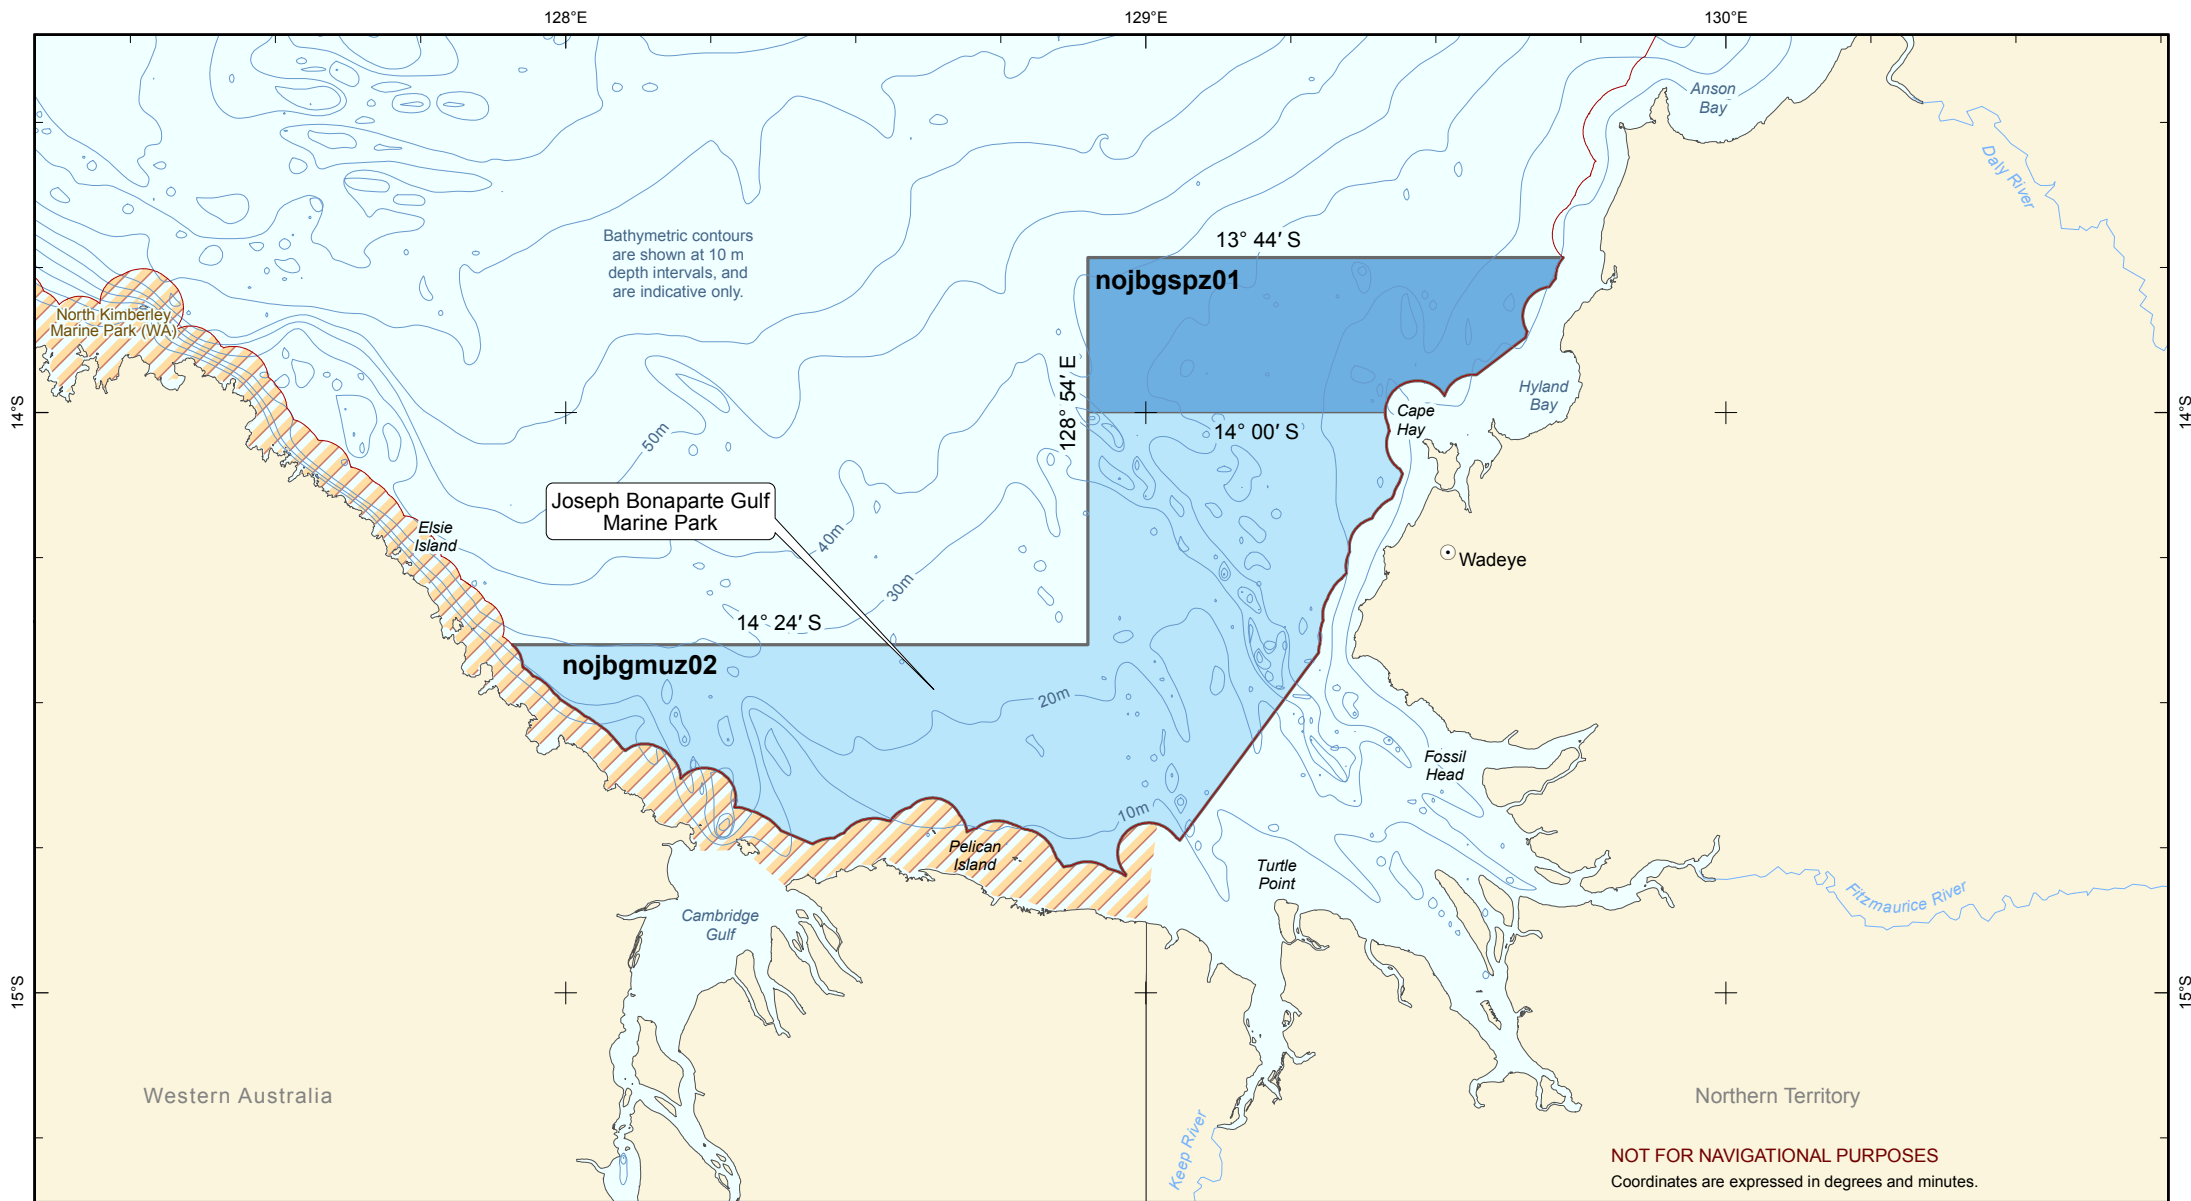 128°E
129°E
130°E
Anson
Bay
Daly River
13° 44′ S
Bathymetric contours
are shown at 10 m
depth intervals, and
are indicative only.
nojbgspz01
North Kimberley
Marine Park (WA)
128° 54′ E
Hyland
Bay
14°S
14°S
Cape
Hay
14° 00′ S
50m
Joseph Bonaparte Gulf
Marine Park
Elsie
Island
40m
Wadeye
30m
14° 24′ S
nojbgmuz02
20m
Fossil
Head
10m
Pelican
Island
Turtle
Point
Fitzmaurice River
Cambridge
Gulf
15°S
15°S
Western Australia
Northern Territory
Keep River
NOT FOR NAVIGATIONAL PURPOSES
Coordinates are expressed in degrees and minutes.